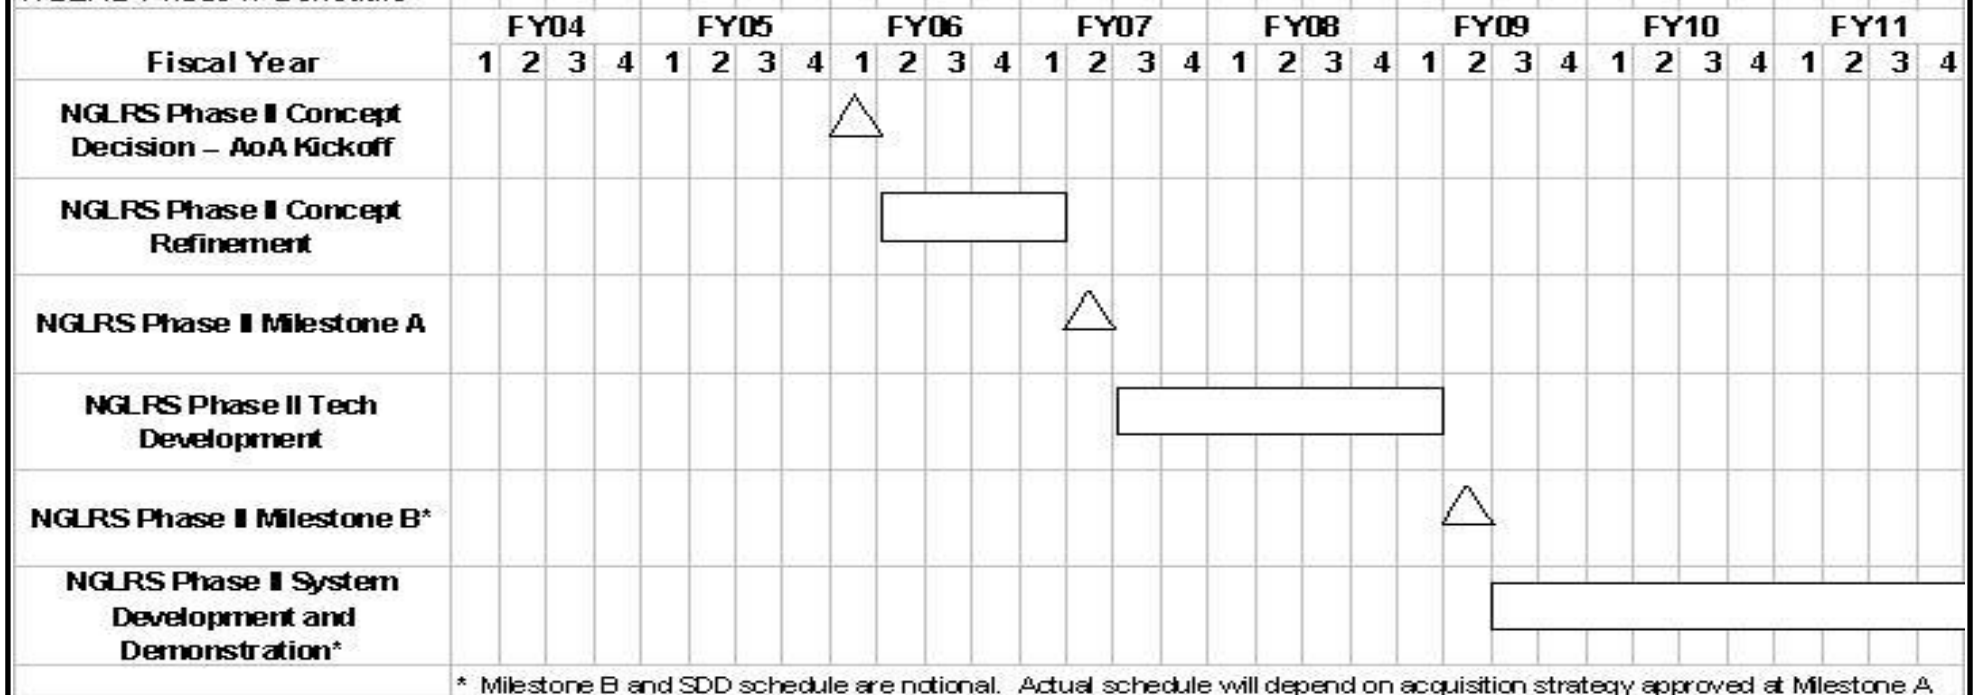 FY04 FY05 FY06 FY07 FY08 FY09 FY10 FY11
Fiscal Year 1 2 3 4 1 2 3 4 1 2 3 4 1 2 3 4 1 2 3 4 1 2 3 4 1 2 3 4 1 2 3 4
NGLRS Phase II Concept
Decision – AoA Kickoff
NGLRS Phase II Concept
Refinement
NGLRS Phase II Milestone A
NGLRS Phase II Tech
Development
NGLRS Phase II Milestone B*
NGLRS Phase II System
Development and
Demonstration*
* Milestone B and SDD schedule are notional. Actual schedule will depend on acquisition strategy approved at Milestone A